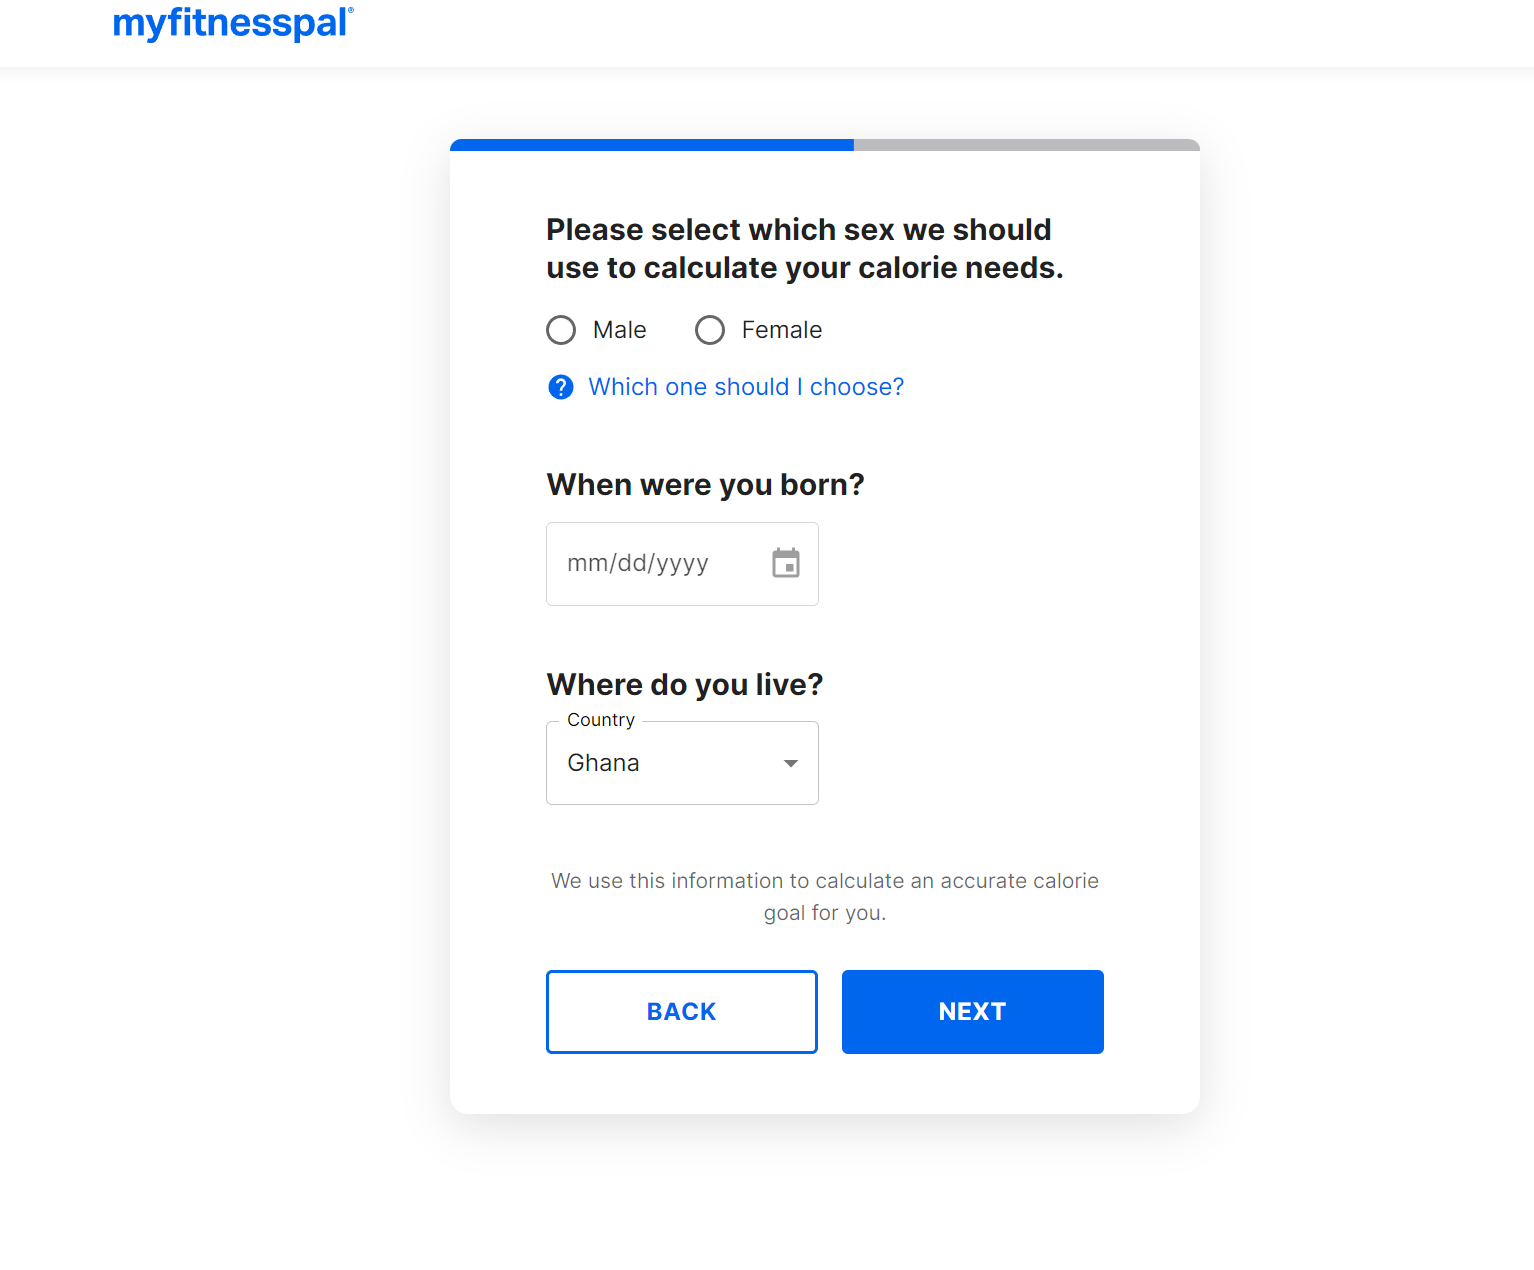 myfitnesspal®
Please select which sex we should
use to calculate your calorie needs.
Male Female
? Which one should I choose?
When were you born?
mm/dd/yyyy
Where do you live?
Country
Ghana
We use this information to calculate an accurate calorie
goal for you.
BACK NEXT